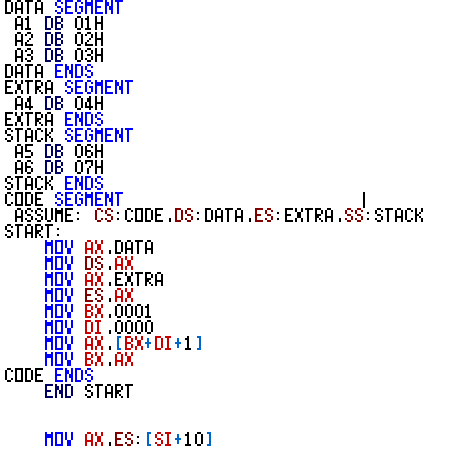 DATA SEGMENT
A1 DB 01H
A2 DB 02H
A3 DB 03H
DATA ENDS
EXTRA SEGMENT
A4 DB 04H
EXTRA ENDS
STACK SEGMENT
A5 DB 06H
A6 DB 07H
STACK ENDS
CODE SEGMENT
ASSUME: CS:CODE.DS:DATA.ES:EXTRA.SS:STACK
START:
MOV AX.DATA
MOV DS.AX
MOV AX.EXTRA
MOV ES.AX
MOV BX.0001
MOV DI.0000
MOV AX.[BX+DI+1]
MOV BX.AX
CODE ENDS
END START
MOV AX.ES:[SI+10]